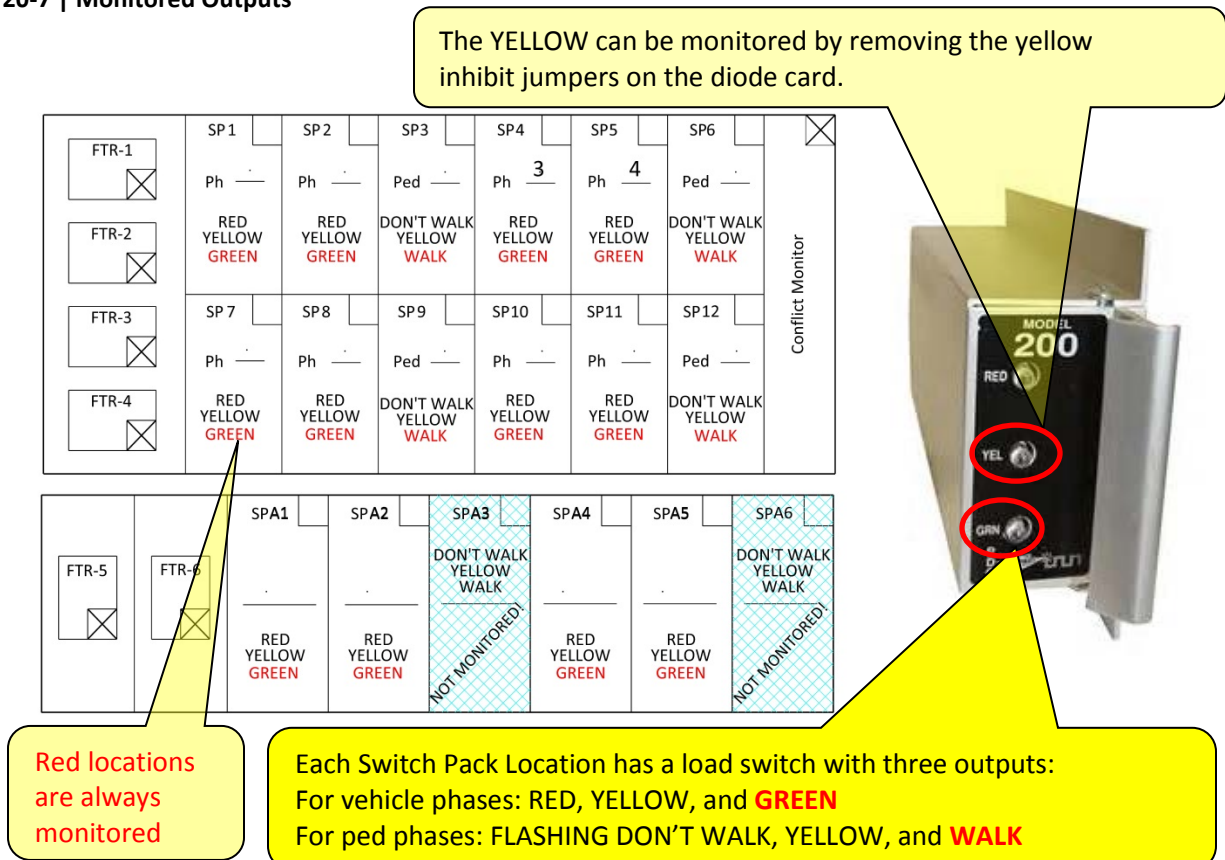 20-7 | Monitored Outputs
The YELLOW can be monitored by removing the yellow
inhibit jumpers on the diode card.
FTR-1
FTR-2
FTR-3
FTR-4
SP1
Ph
RED
YELLOW
GREEN
SP2
Ph
RED
YELLOW
GREEN
SP3
Ped
DON'T WALK
YELLOW
WALK
SP4
Ph 3
RED
YELLOW
GREEN
SP5
Ph 4
RED
YELLOW
GREEN
SP6
Ped
DON'T WALK
YELLOW
WALK
SP7
Ph
RED
YELLOW
GREEN
SP8
Ph
RED
YELLOW
GREEN
SP9
Ped
DON'T WALK
YELLOW
WALK
SP10
Ph
RED
YELLOW
GREEN
SP11
Ph
RED
YELLOW
GREEN
SP12
Ped
DON'T WALK
YELLOW
WALK
Conflict Monitor
MODEL
200
RED
YEL
GRN
FTR-5
FTR-6
SPA1
RED
YELLOW
GREEN
SPA2
RED
YELLOW
GREEN
SPA3
DON'T WALK
YELLOW
WALK
NOT MONITORED!
SPA4
RED
YELLOW
GREEN
SPA5
RED
YELLOW
GREEN
SPA6
DON'T WALK
YELLOW
WALK
NOT MONITORED!
Red locations
are always
monitored
Each Switch Pack Location has a load switch with three outputs:
For vehicle phases: RED, YELLOW, and GREEN
For ped phases: FLASHING DON'T WALK, YELLOW, and WALK